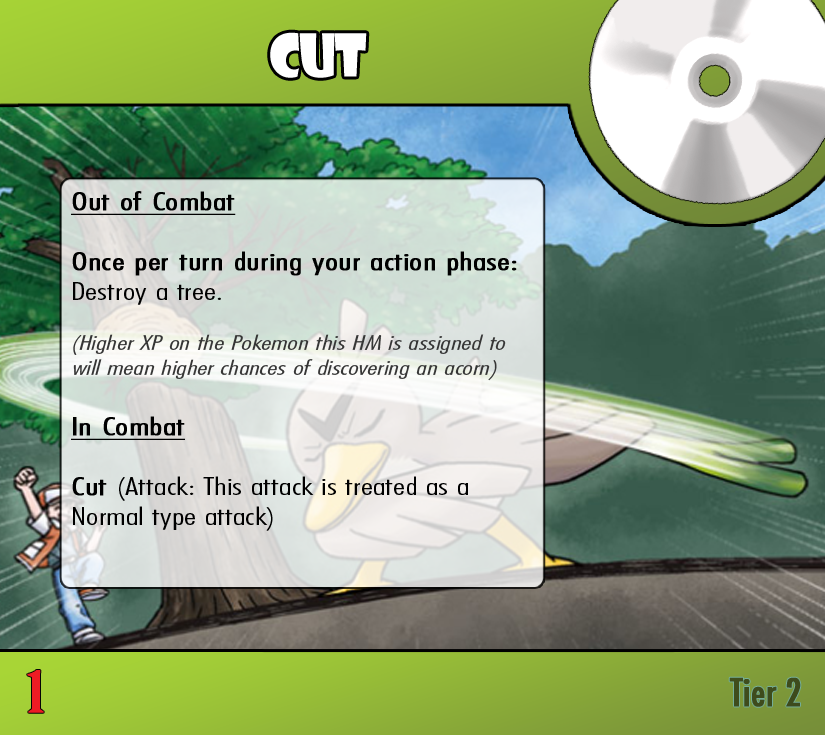 CUT
Out of Combat
Once per turn during your action phase:
Destroy a tree.
(Higher XP on the Pokemon this HM is assigned to
will mean higher chances of discovering an acorn)
In Combat
Cut (Attack: This attack is treated as a
Normal type attack)
1
Tier 2